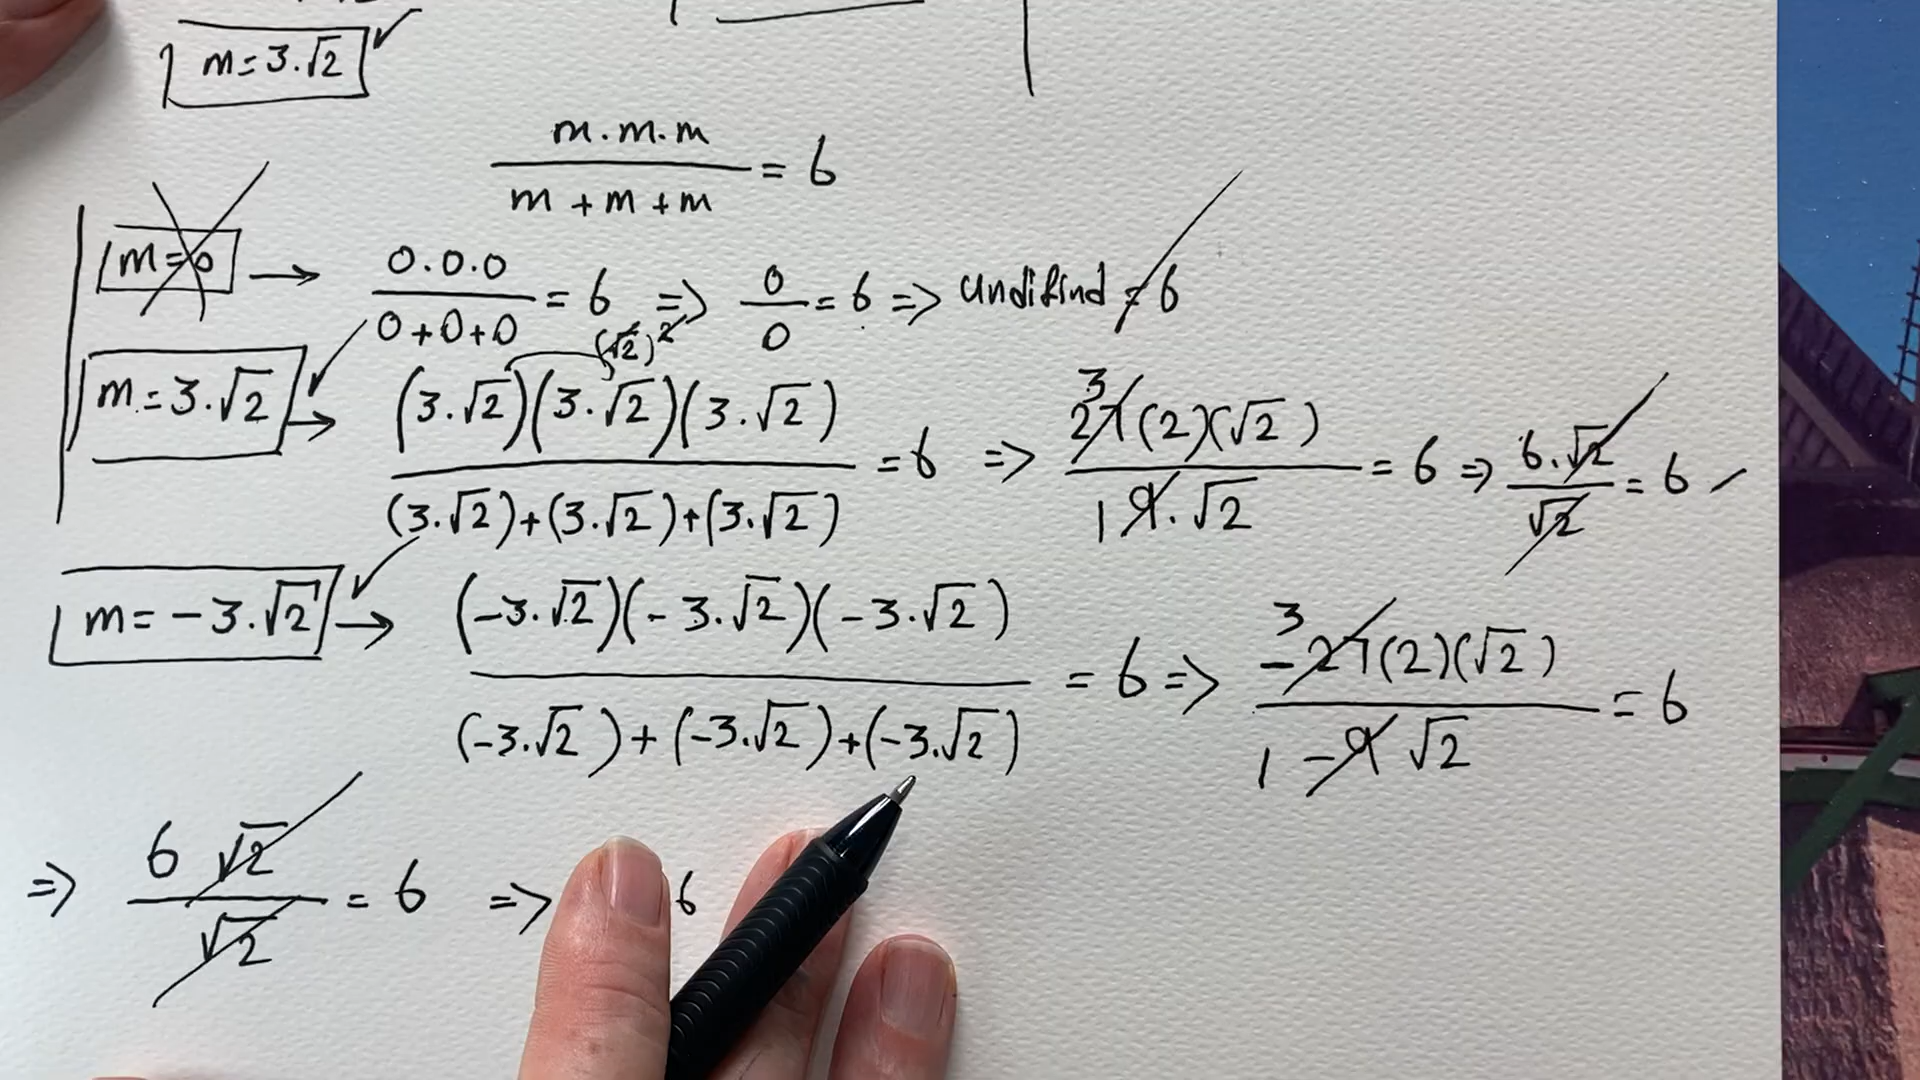 m = 3.√2
m.m.m / m + m + m = 6
m = 0 → 0.0.0 / 0+0+0 = 6 => 0/0 = 6 => undifind = 6
(√2)²
m = 3.√2 → (3.√2)(3.√2)(3.√2) / (3.√2)+(3.√2)+(3.√2) = 6 => 3 27(2)(√2) / 1 9.√2 = 6 => 6.√2 / √2 = 6
m = -3.√2 → (-3.√2)(-3.√2)(-3.√2) / (-3.√2)+(-3.√2)+(-3.√2) = 6 => 3 -27(2)(√2) / 1 -9 √2 = 6
=> 6 √2 / √2 = 6 => 6